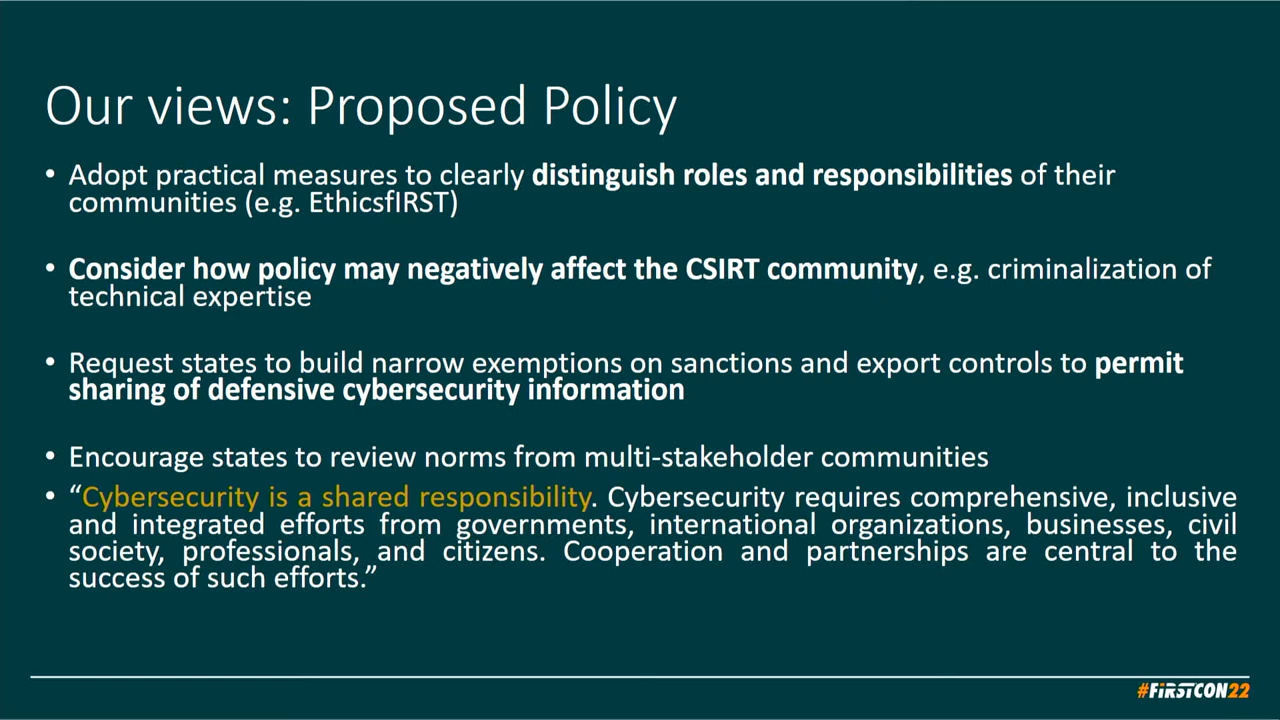 Our views: Proposed Policy
• Adopt practical measures to clearly distinguish roles and responsibilities of their
communities (e.g. EthicsfIRST)
• Consider how policy may negatively affect the CSIRT community, e.g. criminalization of
technical expertise
• Request states to build narrow exemptions on sanctions and export controls to permit
sharing of defensive cybersecurity information
• Encourage states to review norms from multi-stakeholder communities
• “Cybersecurity is a shared responsibility. Cybersecurity requires comprehensive, inclusive
and integrated efforts from governments, international organizations, businesses, civil
society, professionals, and citizens. Cooperation and partnerships are central to the
success of such efforts.”
#FiRSTCON22